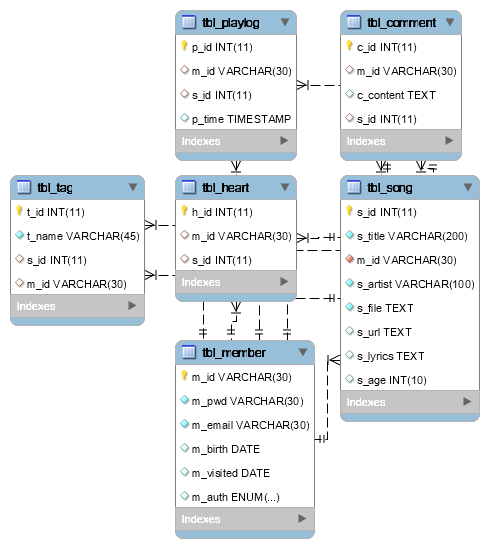 tbl_playlog
p_id INT(11)
m_id VARCHAR(30)
s_id INT(11)
p_time TIMESTAMP
Indexes
tbl_comment
c_id INT(11)
m_id VARCHAR(30)
c_content TEXT
s_id INT(11)
Indexes
tbl_tag
t_id INT(11)
t_name VARCHAR(45)
s_id INT(11)
m_id VARCHAR(30)
Indexes
tbl_heart
h_id INT(11)
m_id VARCHAR(30)
s_id INT(11)
Indexes
tbl_song
s_id INT(11)
s_title VARCHAR(200)
m_id VARCHAR(30)
s_artist VARCHAR(100)
s_file TEXT
s_url TEXT
s_lyrics TEXT
s_age INT(10)
Indexes
tbl_member
m_id VARCHAR(30)
m_pwd VARCHAR(30)
m_email VARCHAR(30)
m_birth DATE
m_visited DATE
m_auth ENUM(...)
Indexes